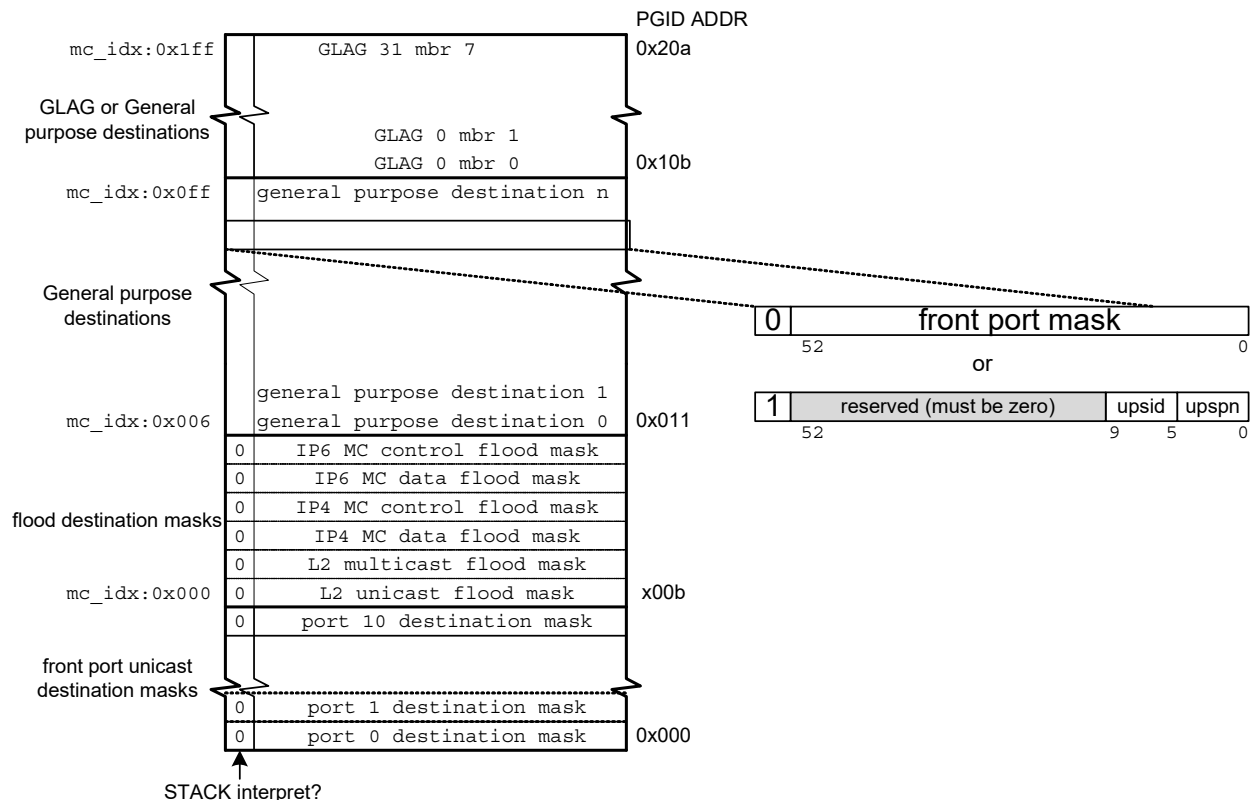 PGID ADDR
mc_idx:0x1ff GLAG 31 mbr 7 0x20a
GLAG or General
purpose destinations
GLAG 0 mbr 1
GLAG 0 mbr 0 0x10b
mc_idx:0x0ff general purpose destination n
General purpose
destinations
0 front port mask
52 0
or
1 reserved (must be zero) upsid upspn
52 9 5 0
general purpose destination 1
mc_idx:0x006 general purpose destination 0 0x011
0 IP6 MC control flood mask
0 IP6 MC data flood mask
flood destination masks
0 IP4 MC control flood mask
0 IP4 MC data flood mask
0 L2 multicast flood mask
mc_idx:0x000 0 L2 unicast flood mask x00b
0 port 10 destination mask
front port unicast
destination masks
0 port 1 destination mask
0 port 0 destination mask 0x000
STACK interpret?